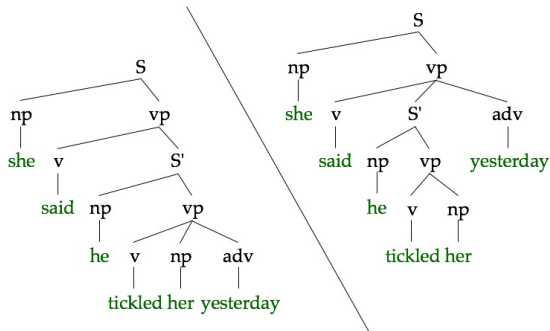 S
np vp
she v S'
said np vp
he v np adv
tickled her yesterday
S
np vp
she v S' adv
said np vp yesterday
he v np
tickled her